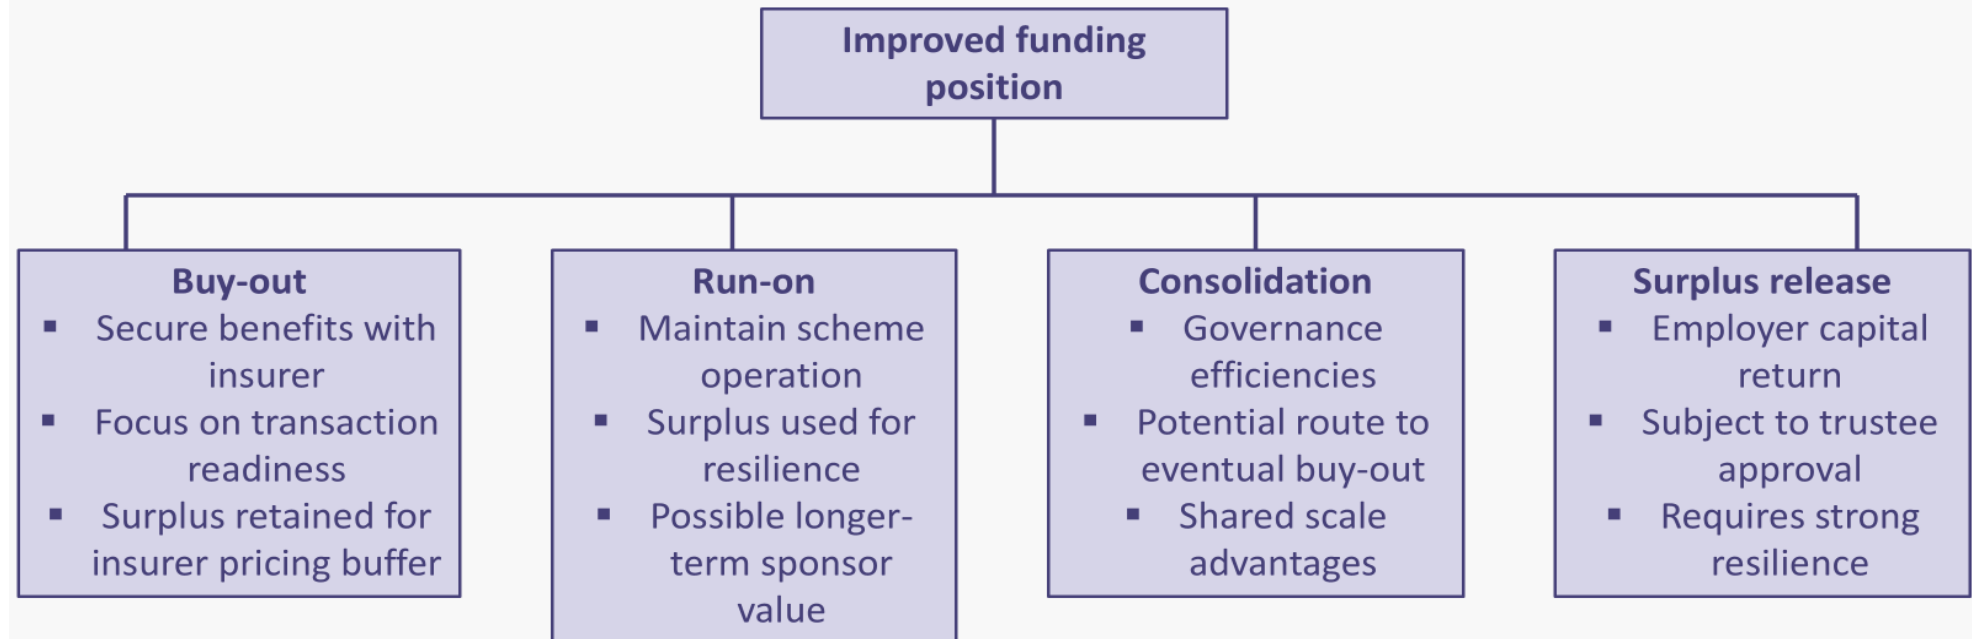 Improved funding
position
Buy-out
▪ Secure benefits with
insurer
▪ Focus on transaction
readiness
▪ Surplus retained for
insurer pricing buffer
Run-on
▪ Maintain scheme
operation
▪ Surplus used for
resilience
▪ Possible longer-
term sponsor
value
Consolidation
▪ Governance
efficiencies
▪ Potential route to
eventual buy-out
▪ Shared scale
advantages
Surplus release
▪ Employer capital
return
▪ Subject to trustee
approval
▪ Requires strong
resilience